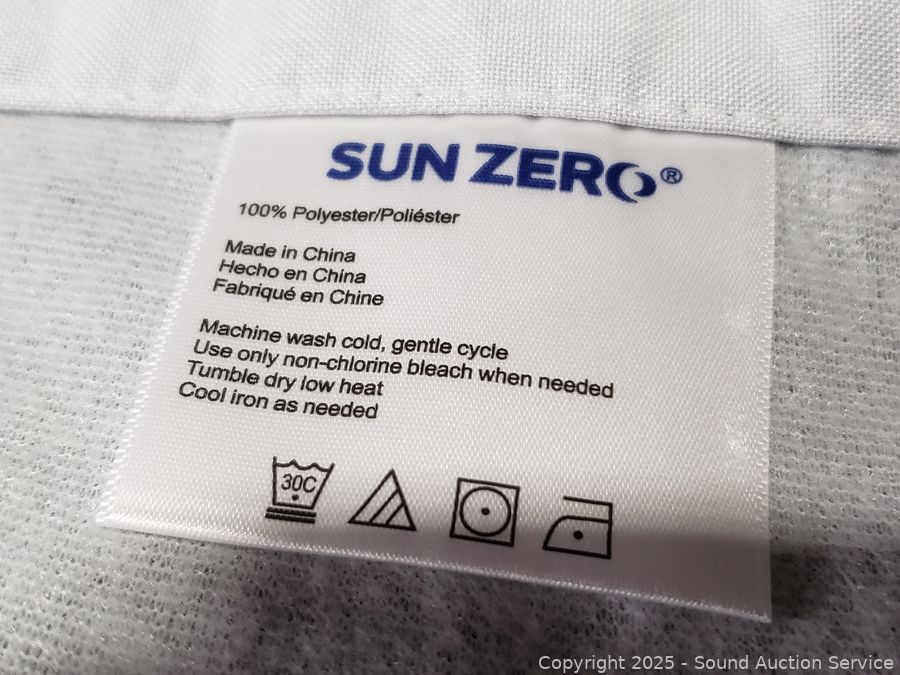 SUN ZERO®
100% Polyester/Poliéster
Made in China
Hecho en China
Fabriqué en Chine
Machine wash cold, gentle cycle
Use only non-chlorine bleach when needed
Tumble dry low heat
Cool iron as needed
30C
Copyright 2025 - Sound Auction Service